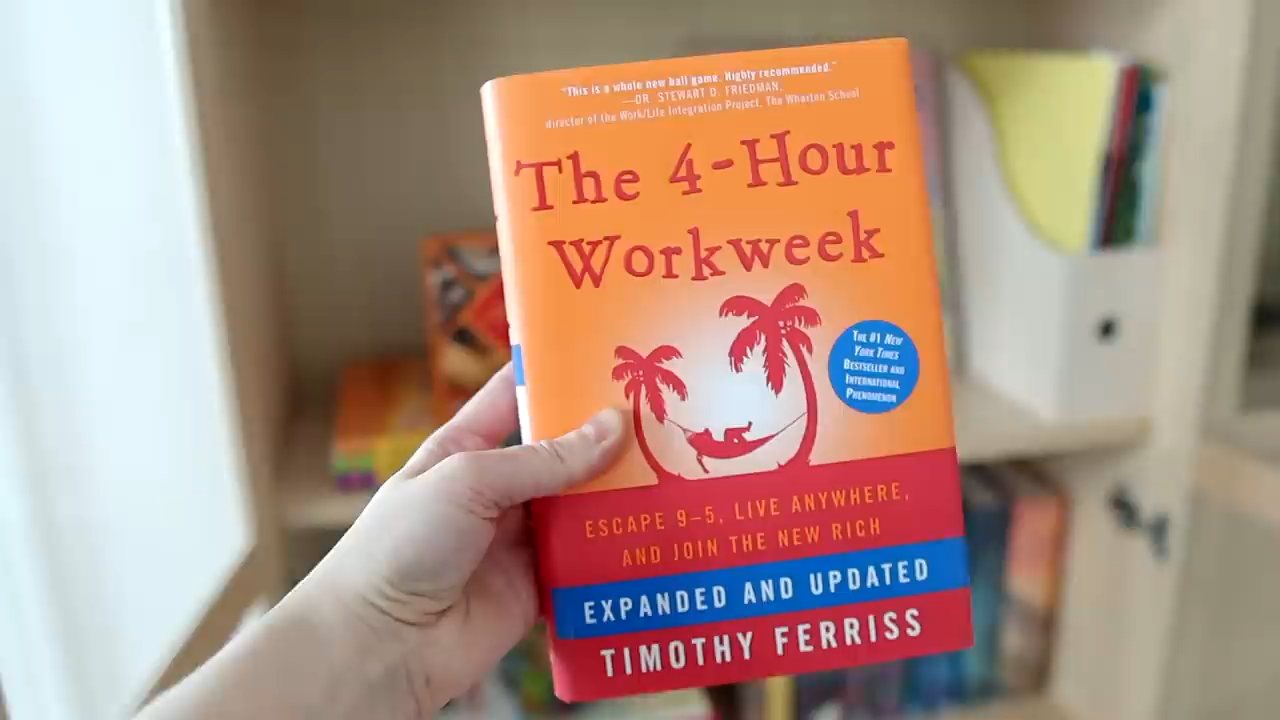 "This is a whole new ball game. Highly recommended."
—DR. STEWART D. FRIEDMAN,
director of the Work/Life Integration Project, The Wharton School
The 4-Hour
Workweek
THE #1 NEW
YORK TIMES
BESTSELLER AND
INTERNATIONAL
PHENOMENON
ESCAPE 9–5, LIVE ANYWHERE,
AND JOIN THE NEW RICH
EXPANDED AND UPDATED
TIMOTHY FERRISS